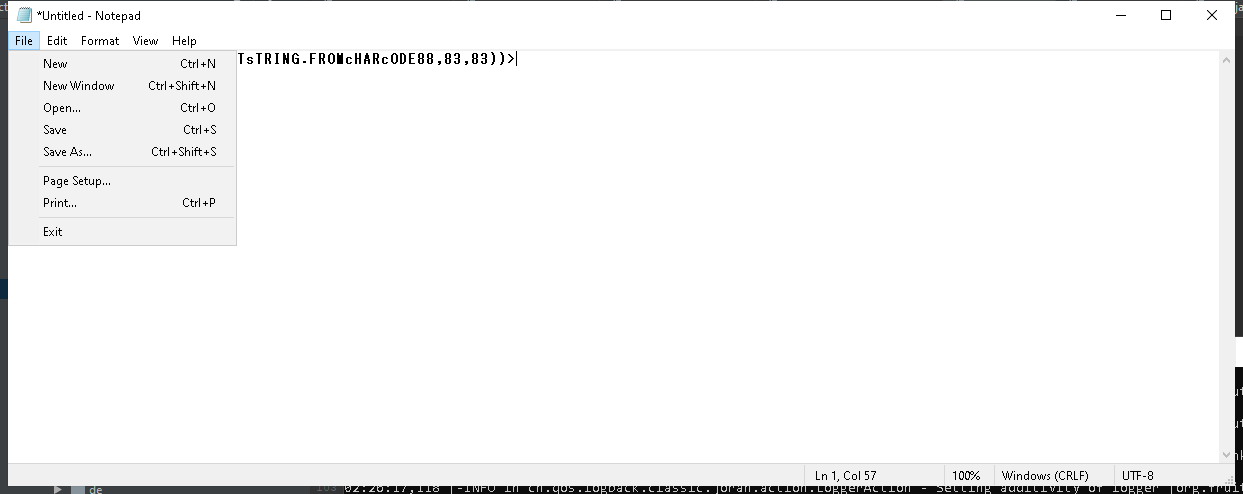 *Untitled - Notepad
File Edit Format View Help
TsTRING.FROMcHARcODE88,83,83))>
New Ctrl+N
New Window Ctrl+Shift+N
Open... Ctrl+O
Save Ctrl+S
Save As... Ctrl+Shift+S
Page Setup...
Print... Ctrl+P
Exit
Ln 1, Col 57 100% Windows (CRLF) UTF-8
de
02:26:17,118 |-INFO in ch.qos.logback.classic.joran.action.LoggerAction - Setting additivity of logger [org.fruit